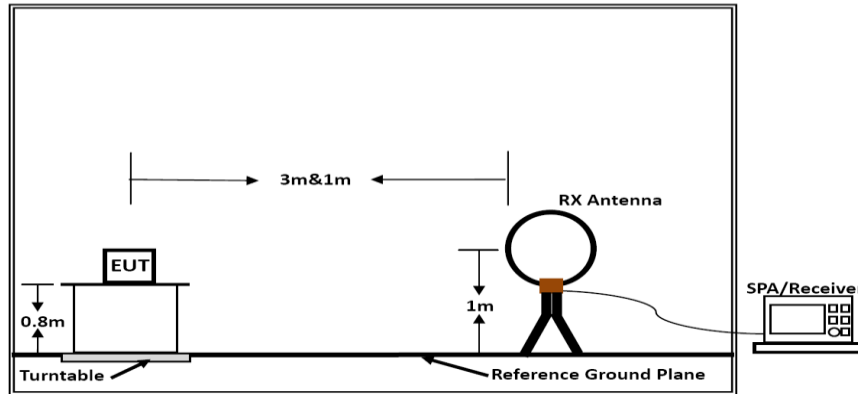 3m&1m
RX Antenna
EUT
0.8m
1m
SPA/Receiver
Turntable
Reference Ground Plane